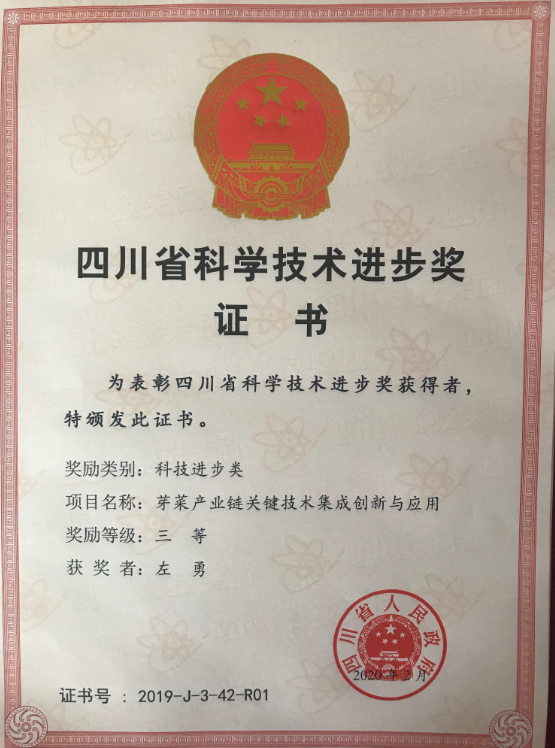 四川省科学技术进步奖
证 书
为表彰四川省科学技术进步奖获得者，
特颁发此证书。
奖励类别：科技进步类
项目名称：芽菜产业链关键技术集成创新与应用
奖励等级：三 等
获 奖 者：左 勇
四川省人民政府
2020 年 2 月
证书号 ：2019-J-3-42-R01